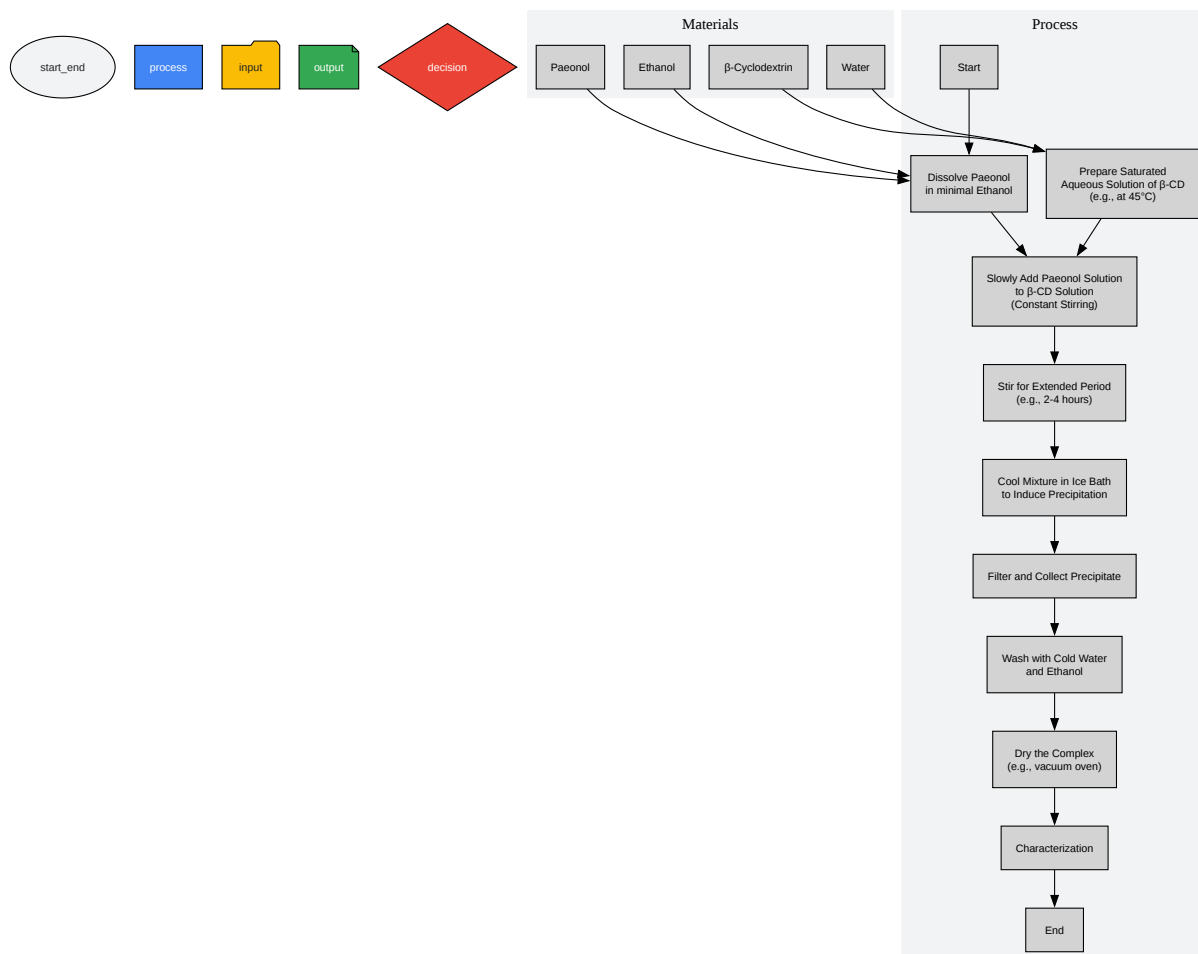 Materials
Process
start_end
process
input
output
decision
Paeonol
Ethanol
β-Cyclodextrin
Water
Start
Dissolve Paeonol
in minimal Ethanol
Prepare Saturated
Aqueous Solution of β-CD
(e.g., at 45°C)
Slowly Add Paeonol Solution
to β-CD Solution
(Constant Stirring)
Stir for Extended Period
(e.g., 2-4 hours)
Cool Mixture in Ice Bath
to Induce Precipitation
Filter and Collect Precipitate
Wash with Cold Water
and Ethanol
Dry the Complex
(e.g., vacuum oven)
Characterization
End